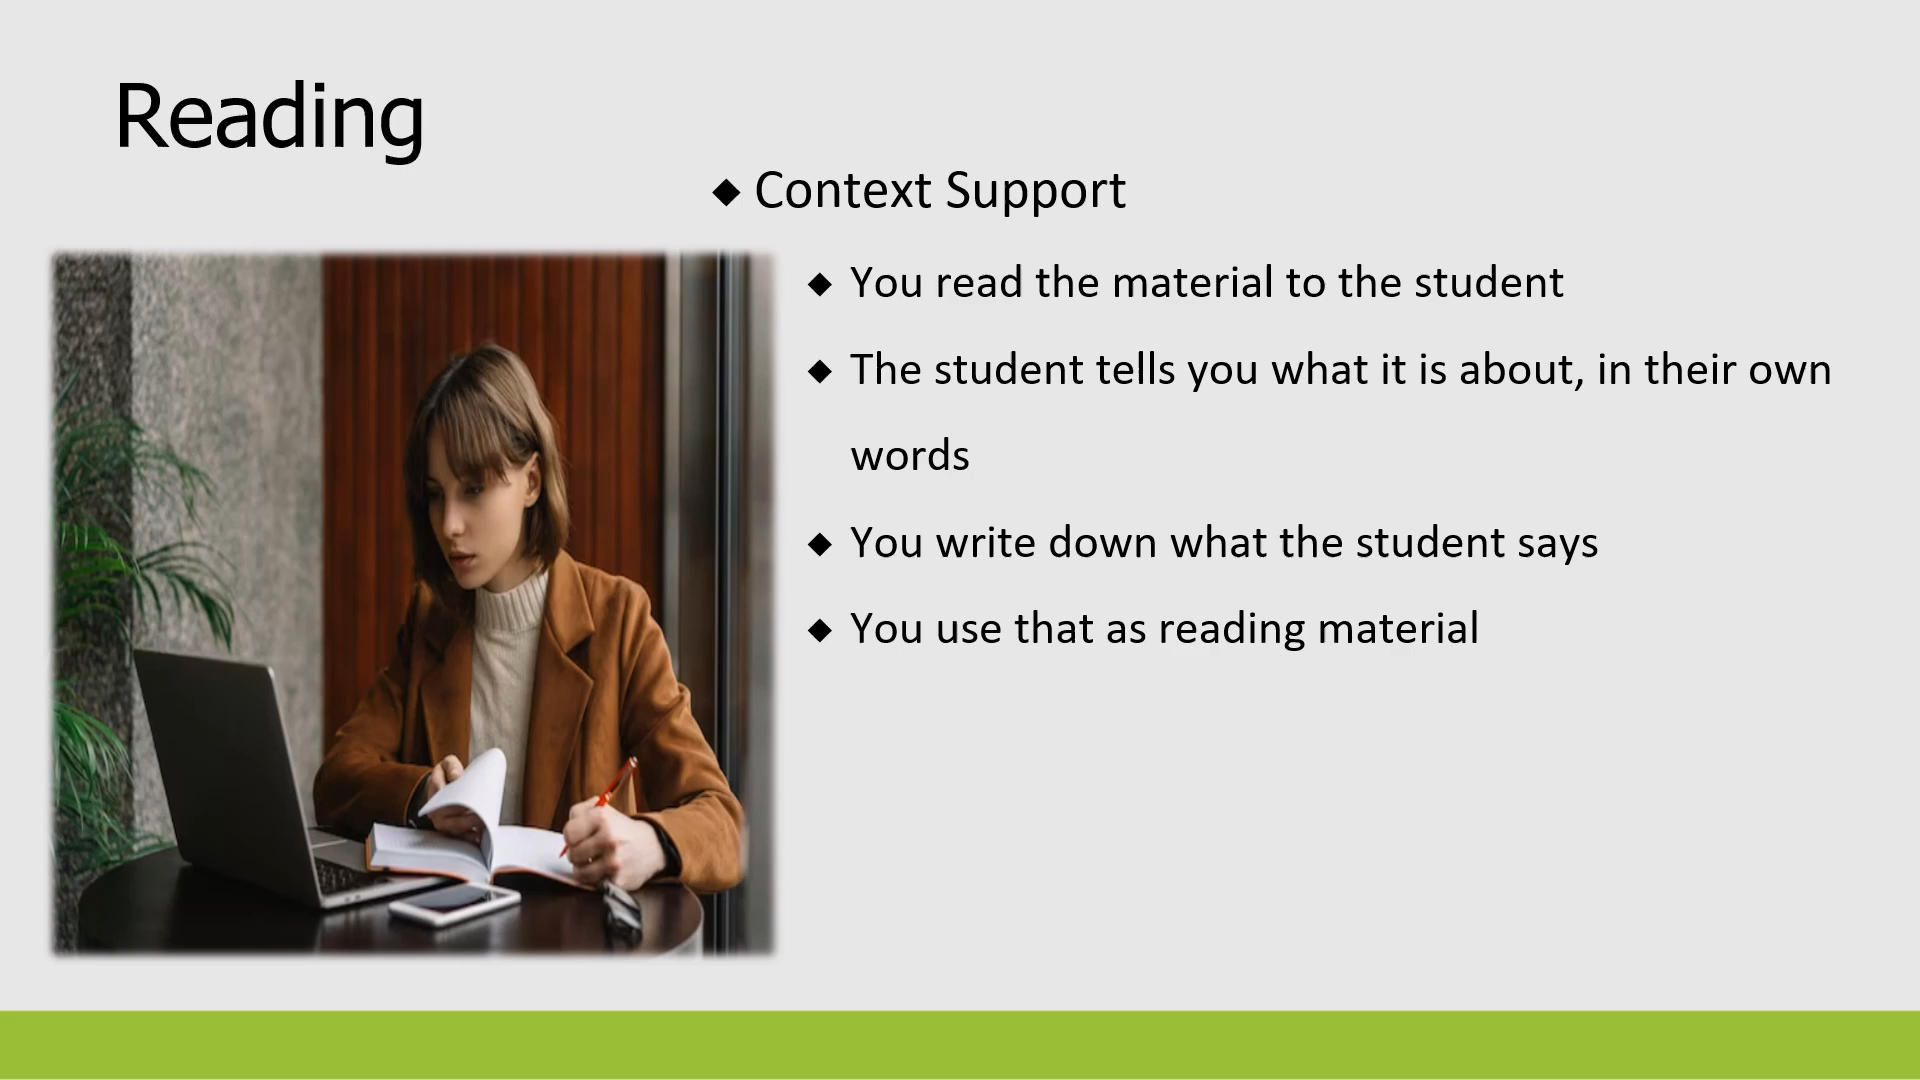 Reading
◆ Context Support
◆ You read the material to the student
◆ The student tells you what it is about, in their own
words
◆ You write down what the student says
◆ You use that as reading material